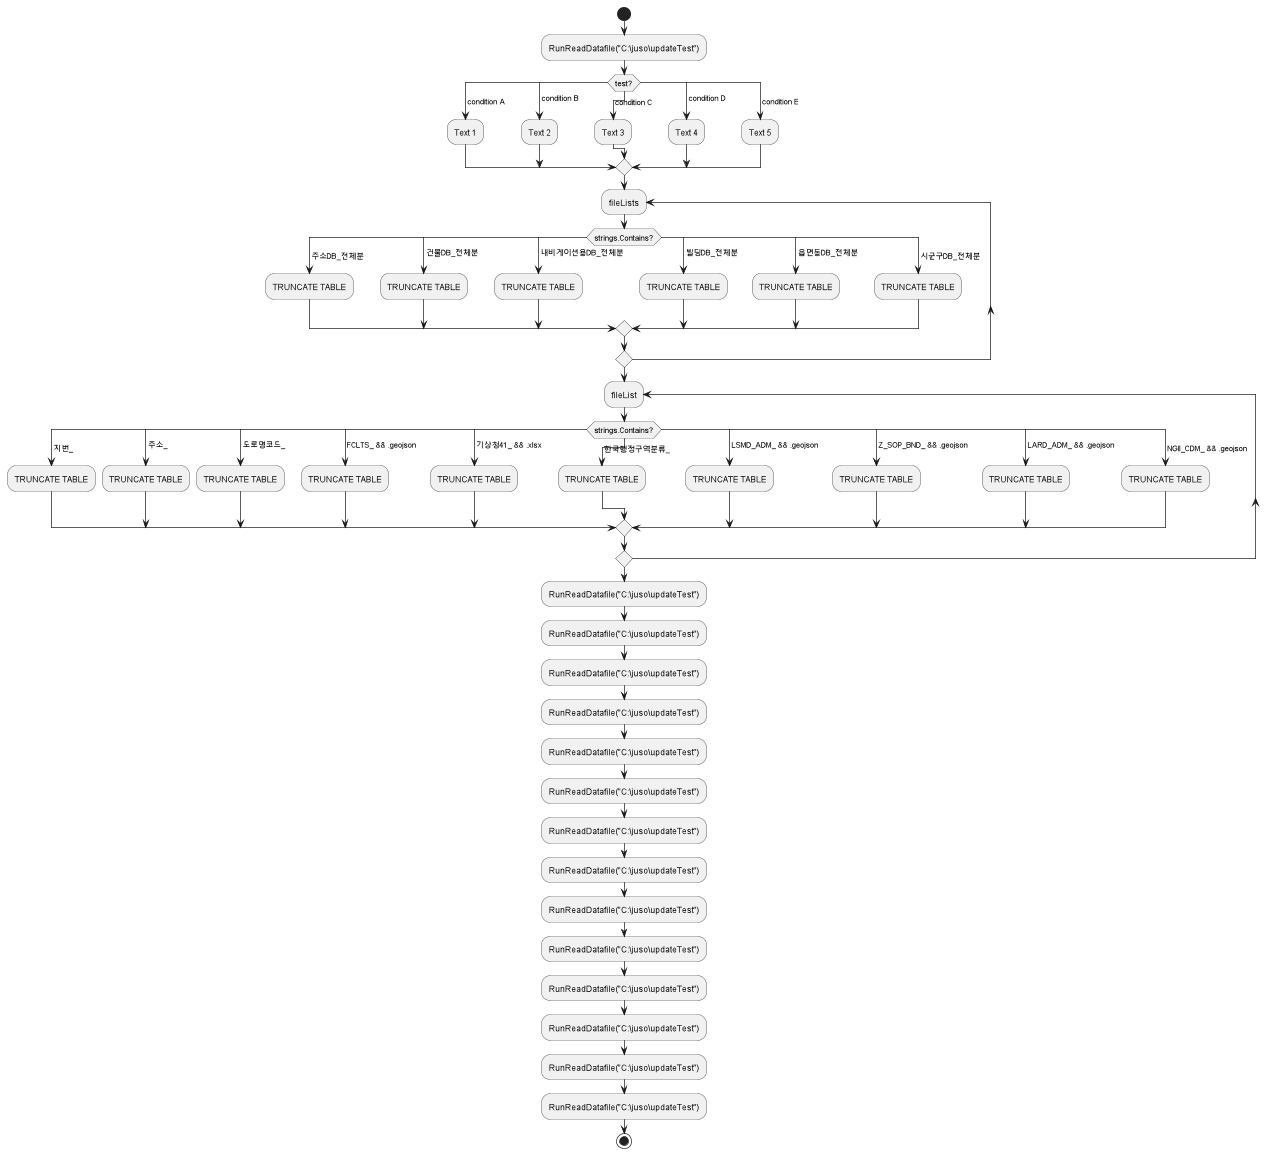 RunReadDatafile("C:\juso\updateTest")
test?
condition A
condition B
condition C
condition D
condition E
Text 1
Text 2
Text 3
Text 4
Text 5
fileLists
strings.Contains?
주소DB_전체분
건물DB_전체분
내비게이션용DB_전체분
빌딩DB_전체분
읍면동DB_전체분
시군구DB_전체분
TRUNCATE TABLE
TRUNCATE TABLE
TRUNCATE TABLE
TRUNCATE TABLE
TRUNCATE TABLE
TRUNCATE TABLE
fileList
strings.Contains?
지번_
주소_
도로명코드_
FCLTS_ && .geojson
기상청41_ && .xlsx
한국행정구역분류_
LSMD_ADM_ && .geojson
Z_SOP_BND_ && .geojson
LARD_ADM_ && .geojson
NGII_CDM_ && .geojson
TRUNCATE TABLE
TRUNCATE TABLE
TRUNCATE TABLE
TRUNCATE TABLE
TRUNCATE TABLE
TRUNCATE TABLE
TRUNCATE TABLE
TRUNCATE TABLE
TRUNCATE TABLE
TRUNCATE TABLE
RunReadDatafile("C:\juso\updateTest")
RunReadDatafile("C:\juso\updateTest")
RunReadDatafile("C:\juso\updateTest")
RunReadDatafile("C:\juso\updateTest")
RunReadDatafile("C:\juso\updateTest")
RunReadDatafile("C:\juso\updateTest")
RunReadDatafile("C:\juso\updateTest")
RunReadDatafile("C:\juso\updateTest")
RunReadDatafile("C:\juso\updateTest")
RunReadDatafile("C:\juso\updateTest")
RunReadDatafile("C:\juso\updateTest")
RunReadDatafile("C:\juso\updateTest")
RunReadDatafile("C:\juso\updateTest")
RunReadDatafile("C:\juso\updateTest")